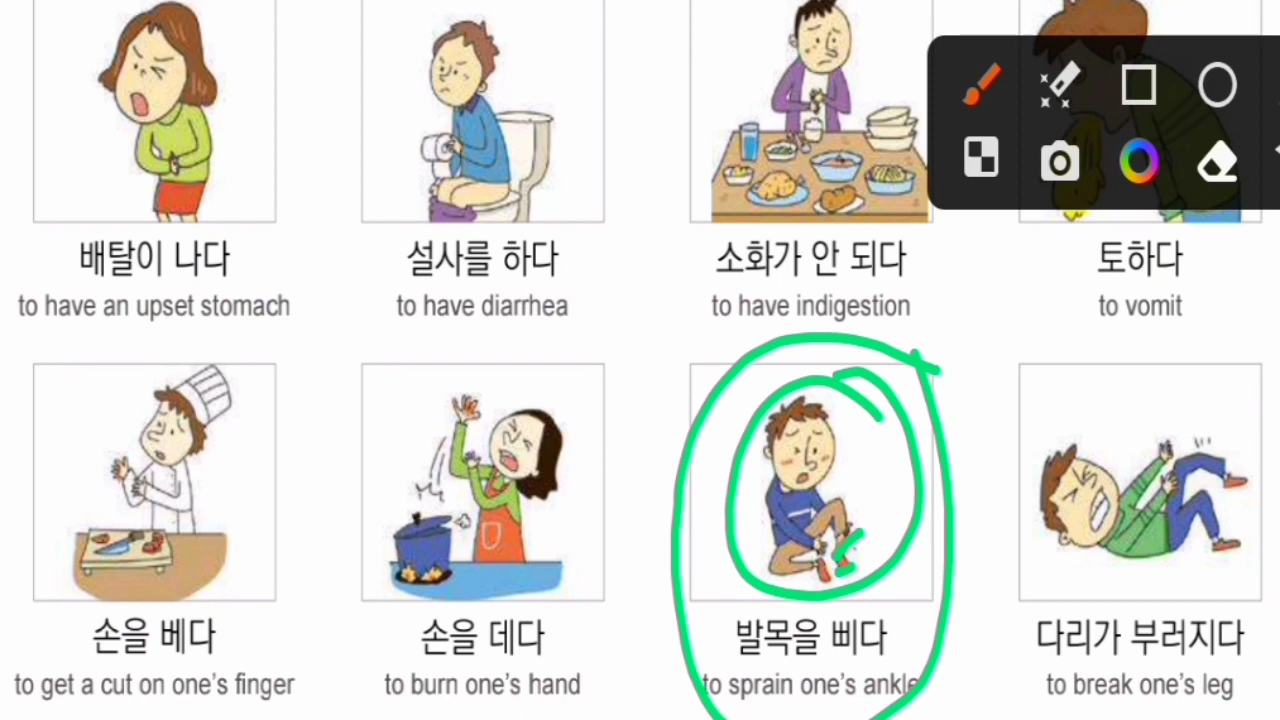 배탈이 나다
설사를 하다
소화가 안 되다
토하다
to have an upset stomach
to have diarrhea
to have indigestion
to vomit
손을 베다
손을 데다
발목을 삐다
다리가 부러지다
to get a cut on one's finger
to burn one's hand
to sprain one's ankle
to break one's leg